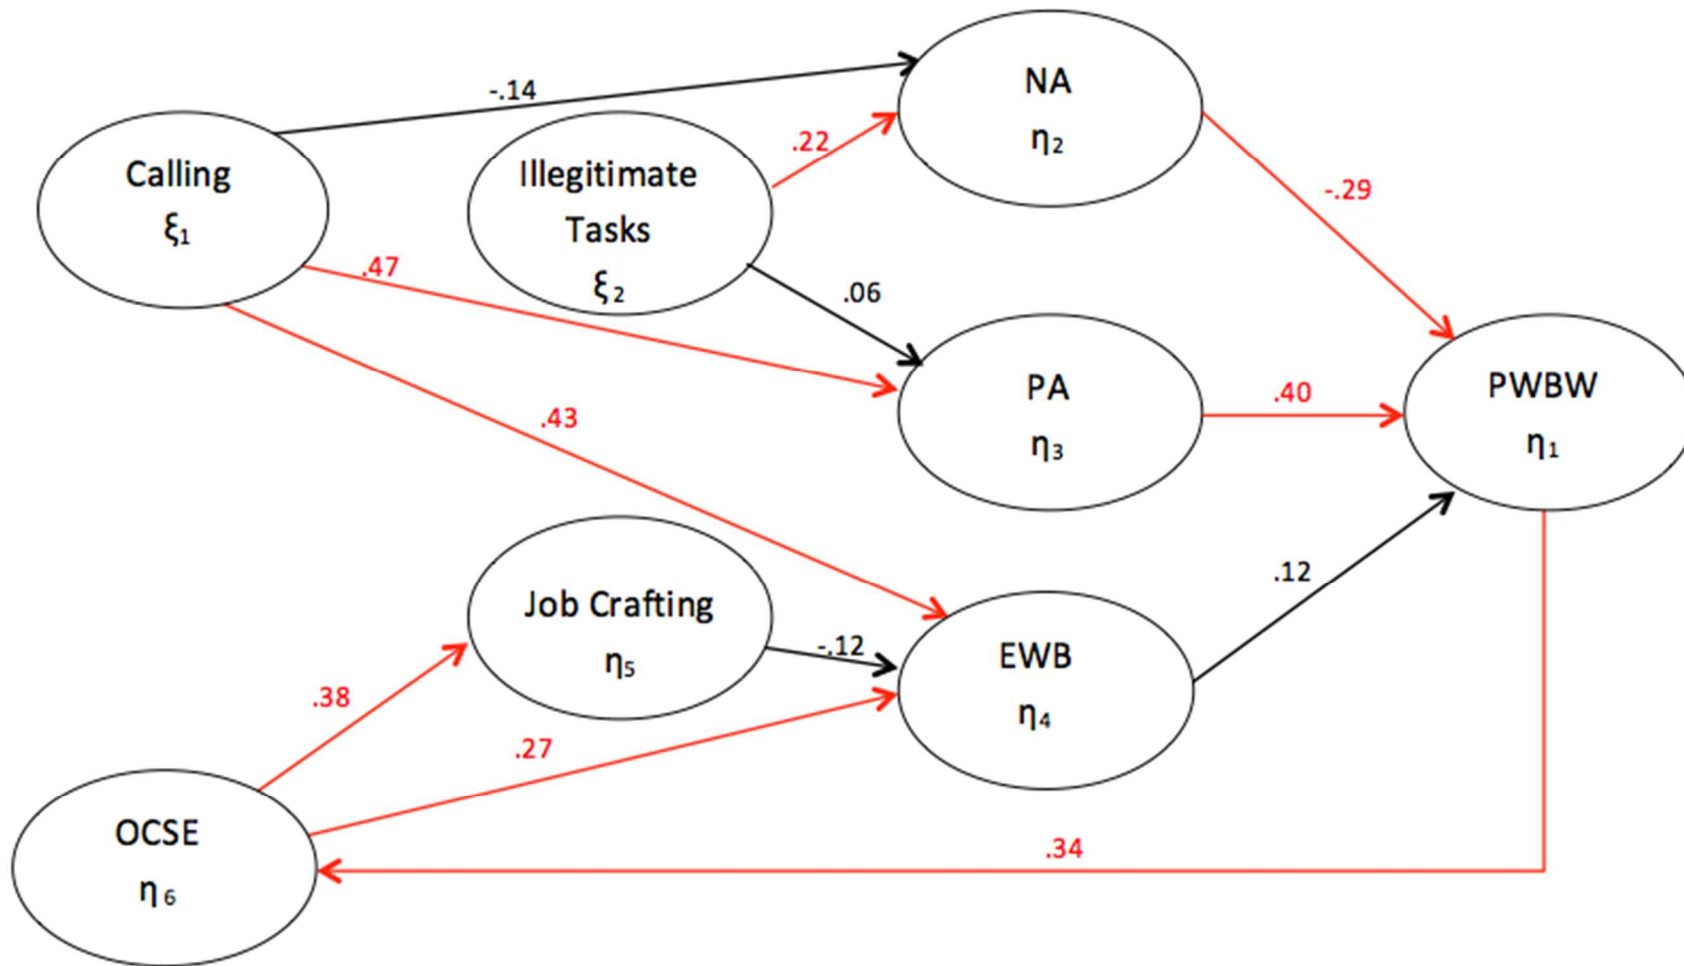 NA
η₂
-.14
Calling
ξ₁
Illegitimate
Tasks
ξ₂
.22
-.29
.47
.06
PA
η₃
.40
PWBW
η₁
.43
Job Crafting
η₅
-.12
EWB
η₄
.12
.38
.27
OCSE
η₆
.34